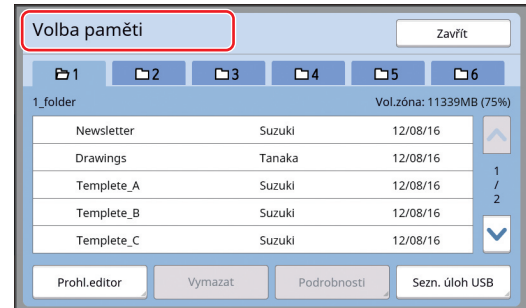 Volba paměti
Zavřít
1 2 3 4 5 6
1_folder Vol.zóna: 11339MB (75%)
Newsletter Suzuki 12/08/16
Drawings Tanaka 12/08/16
Templete_A Suzuki 12/08/16
Templete_B Suzuki 12/08/16
Templete_C Suzuki 12/08/16
1
/
2
Prohl.editor Vymazat Podrobnosti Sezn. úloh USB